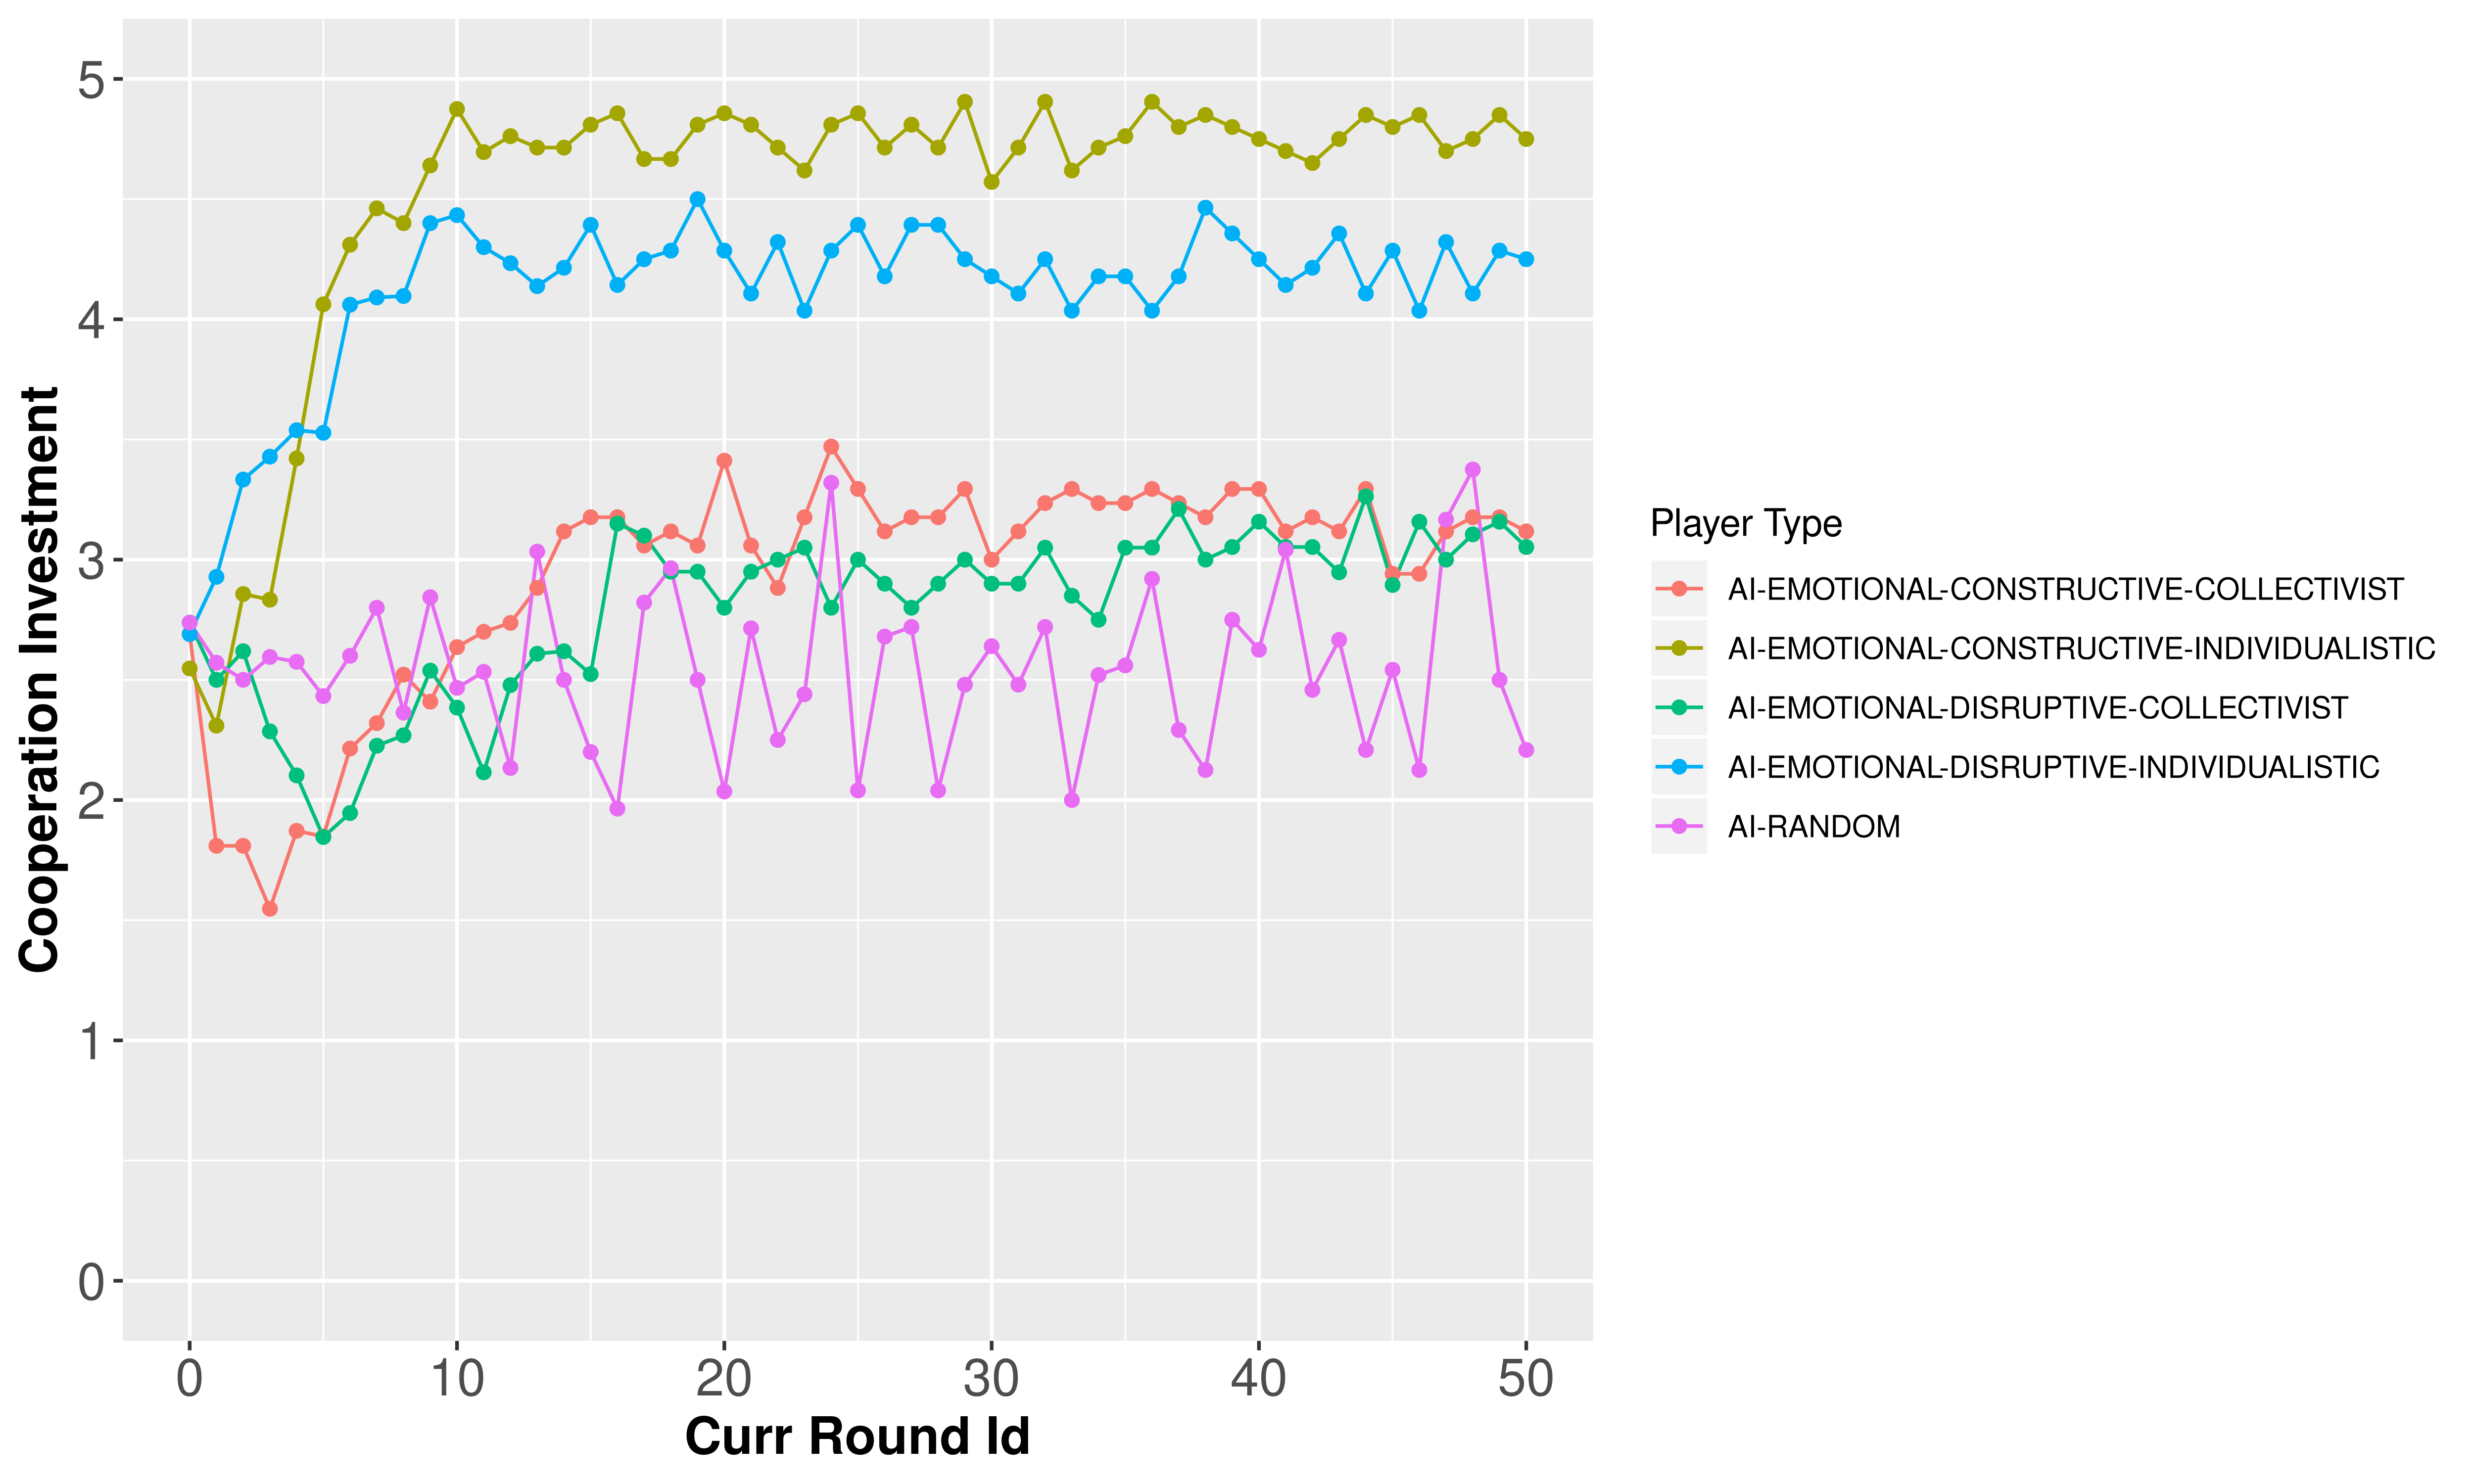 5
4
3
2
1
0
Cooperation Investment
0 10 20 30 40 50
Curr Round Id
Player Type
AI-EMOTIONAL-CONSTRUCTIVE-COLLECTIVIST
AI-EMOTIONAL-CONSTRUCTIVE-INDIVIDUALISTIC
AI-EMOTIONAL-DISRUPTIVE-COLLECTIVIST
AI-EMOTIONAL-DISRUPTIVE-INDIVIDUALISTIC
AI-RANDOM